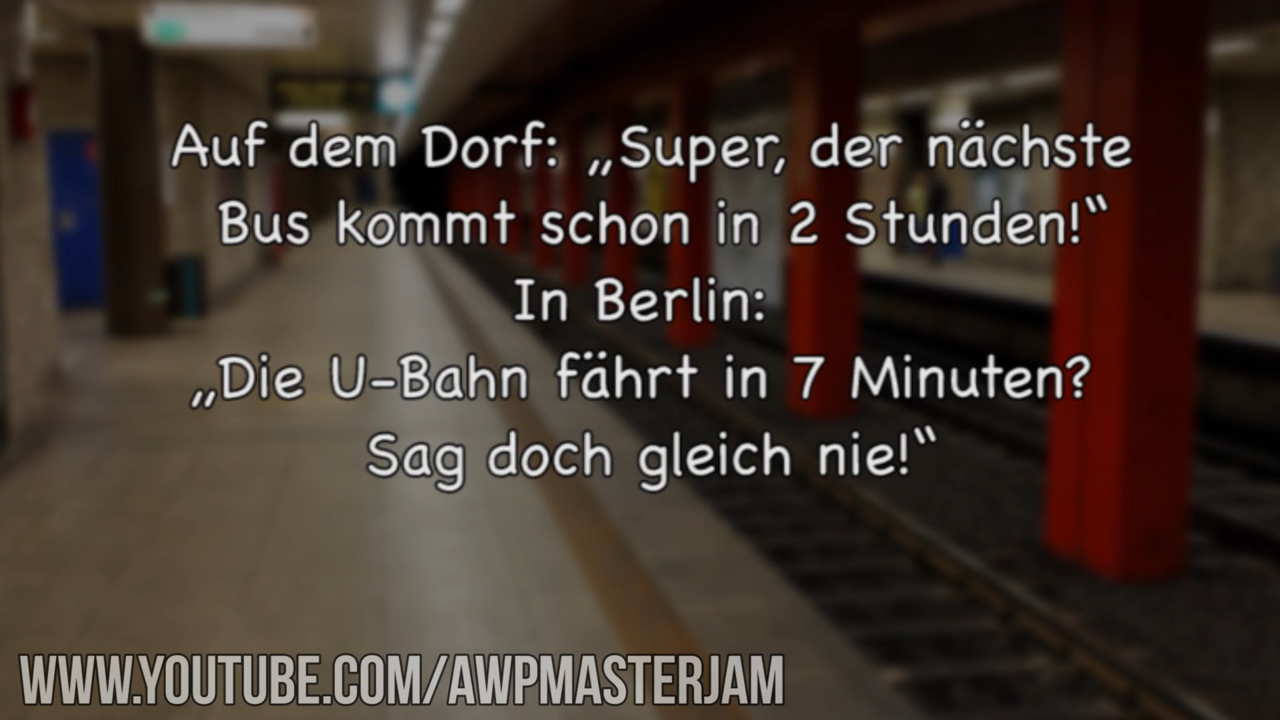 Auf dem Dorf: „Super, der nächste
Bus kommt schon in 2 Stunden!“
In Berlin:
„Die U-Bahn fährt in 7 Minuten?
Sag doch gleich nie!“
WWW.YOUTUBE.COM/AWPMASTERJAM